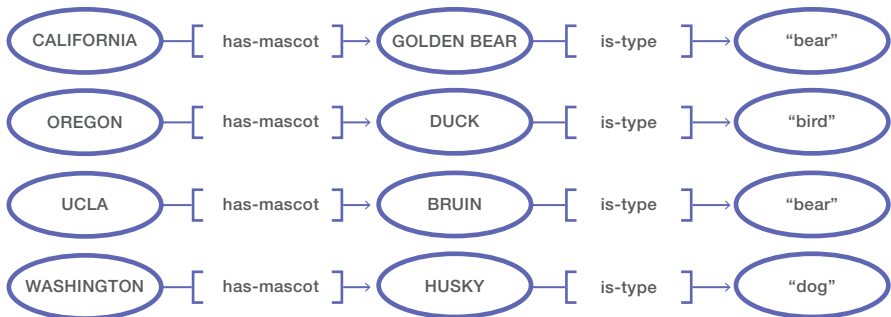 CALIFORNIA has-mascot GOLDEN BEAR is-type “bear”
OREGON has-mascot DUCK is-type “bird”
UCLA has-mascot BRUIN is-type “bear”
WASHINGTON has-mascot HUSKY is-type “dog”